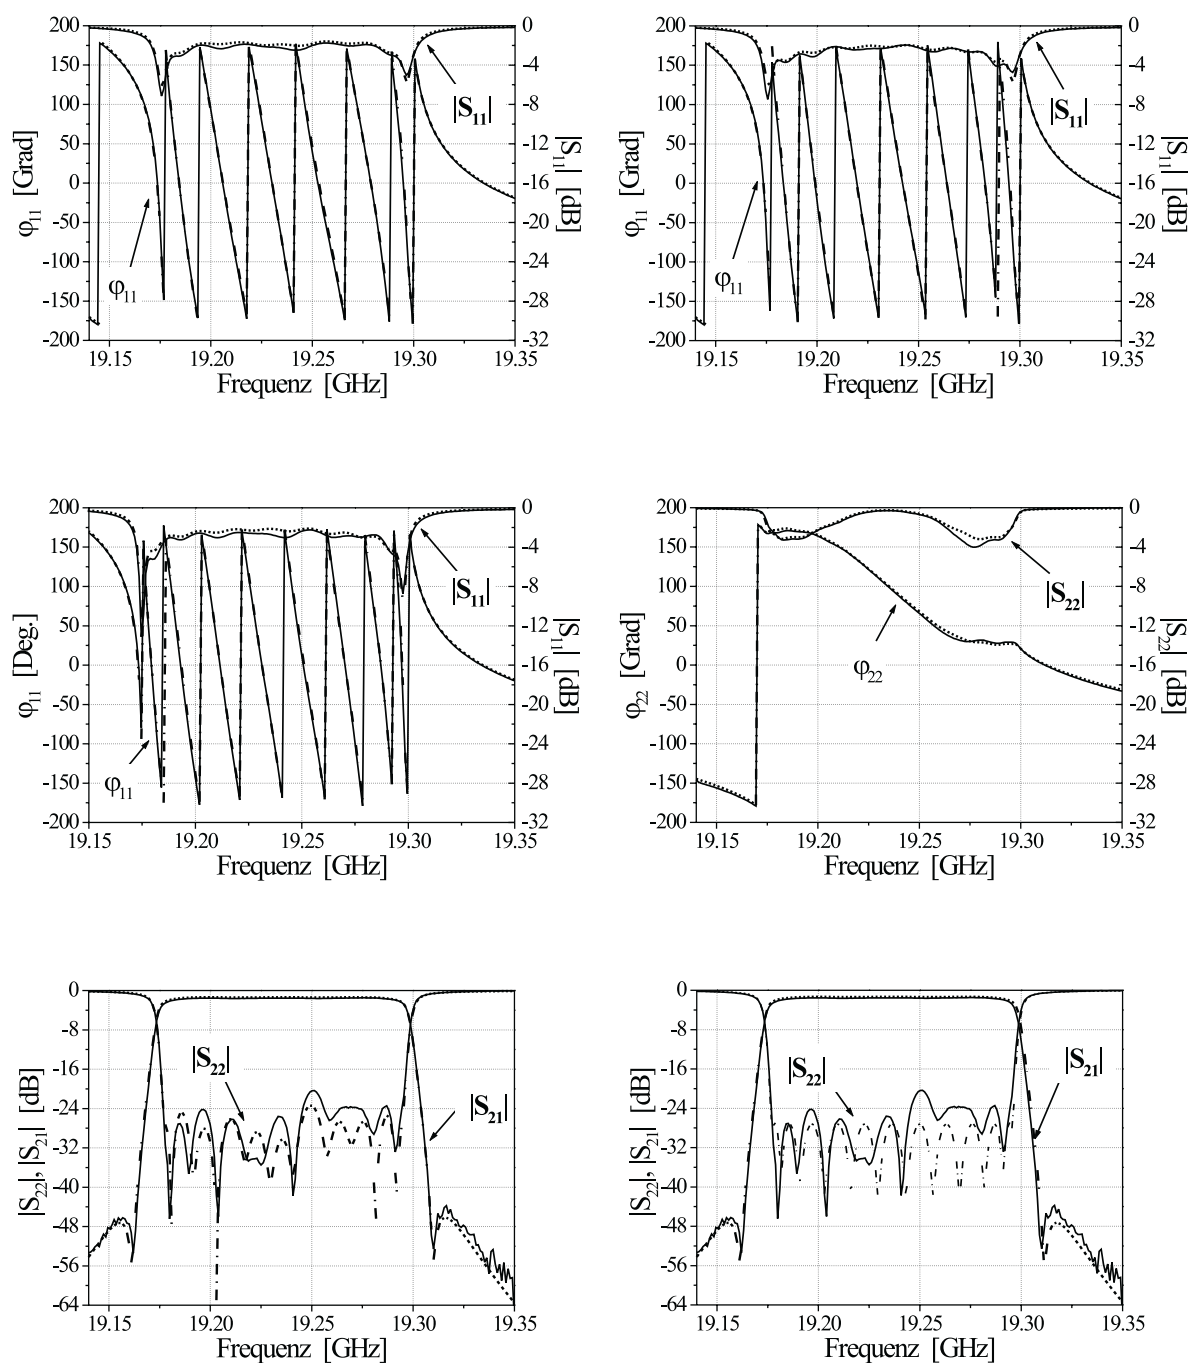 200 150 100 50 0 -50 -100 -150 -200
φ11 [Grad]
0 -4 -8 -12 -16 -20 -24 -28 -32
|S11| [dB]
|S11|
φ11
19.15 19.20 19.25 19.30 19.35
Frequenz [GHz]
200 150 100 50 0 -50 -100 -150 -200
φ11 [Grad]
0 -4 -8 -12 -16 -20 -24 -28 -32
|S11| [dB]
|S11|
φ11
19.15 19.20 19.25 19.30 19.35
Frequenz [GHz]
200 150 100 50 0 -50 -100 -150 -200
φ11 [Deg.]
0 -4 -8 -12 -16 -20 -24 -28 -32
|S11| [dB]
|S11|
φ11
19.15 19.20 19.25 19.30 19.35
Frequenz [GHz]
200 150 100 50 0 -50 -100 -150 -200
φ22 [Grad]
0 -4 -8 -12 -16 -20 -24 -28 -32
|S22| [dB]
|S22|
φ22
19.15 19.20 19.25 19.30 19.35
Frequenz [GHz]
0 -8 -16 -24 -32 -40 -48 -56 -64
|S22|, |S21| [dB]
|S22|
|S21|
19.15 19.20 19.25 19.30 19.35
Frequenz [GHz]
0 -8 -16 -24 -32 -40 -48 -56 -64
|S22|, |S21| [dB]
|S22|
|S21|
19.15 19.20 19.25 19.30 19.35
Frequenz [GHz]